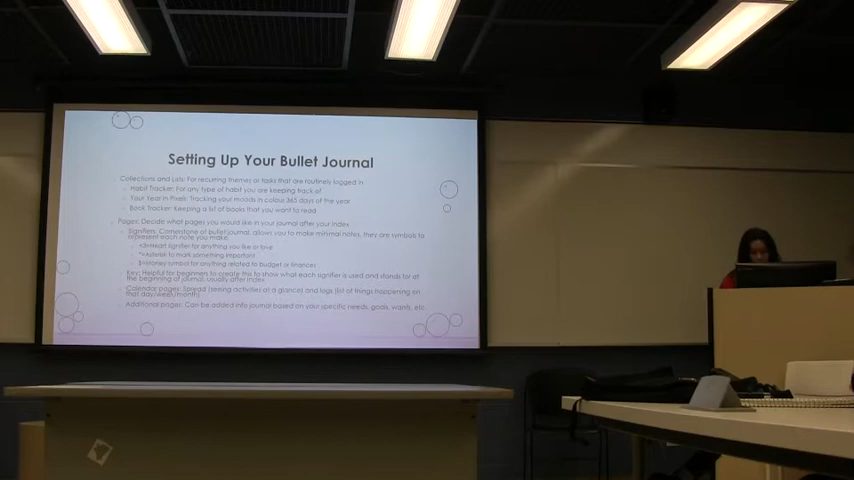 Setting Up Your Bullet Journal
Collections and Lists: For recurring themes or tasks that are routinely logged in
Habit Tracker: For any type of habit you are keeping track of
Your Year in Pixels: Tracking your moods in colour 365 days of the year
Book Tracker: Keeping a list of books that you want to read
Pages: Decide what pages you would like in your journal after your index
Signifiers: Cornerstone of bullet journal, allows you to make minimal notes, they are symbols to
represent each note you make.
Heart signifier for anything you like or love
to mark something important
Money symbol for anything related to budget or finances
Key: Helpful for beginners to create this to show what each signifier is used and stands for at
the beginning of journal, usually after index
Calendar pages: Spread (seeing activities at a glance) and logs (list of things happening on
that day/week/month).
Additional pages: Can be added into journal based on your specific needs, goals, wants, etc.